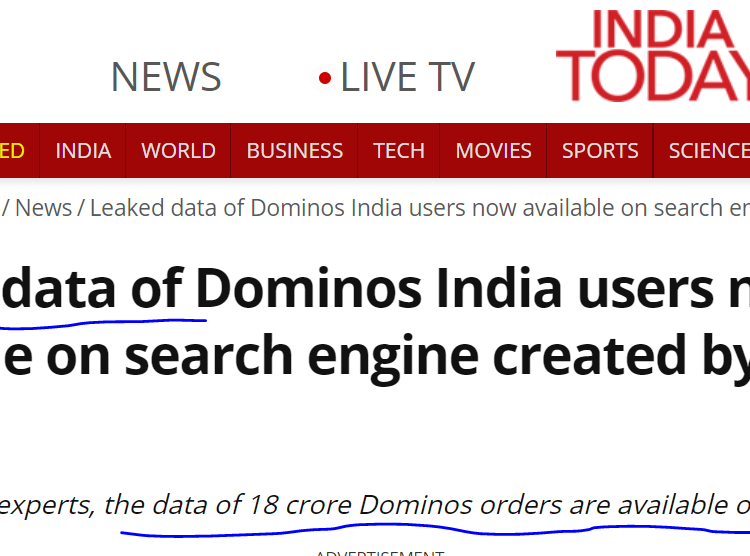 NEWS
LIVE TV
INDIA
TODAY
ED INDIA WORLD BUSINESS TECH MOVIES SPORTS SCIENCE
/ News / Leaked data of Dominos India users now available on search en
data of Dominos India users n
e on search engine created by
experts, the data of 18 crore Dominos orders are available o
ADVERTISEMENT